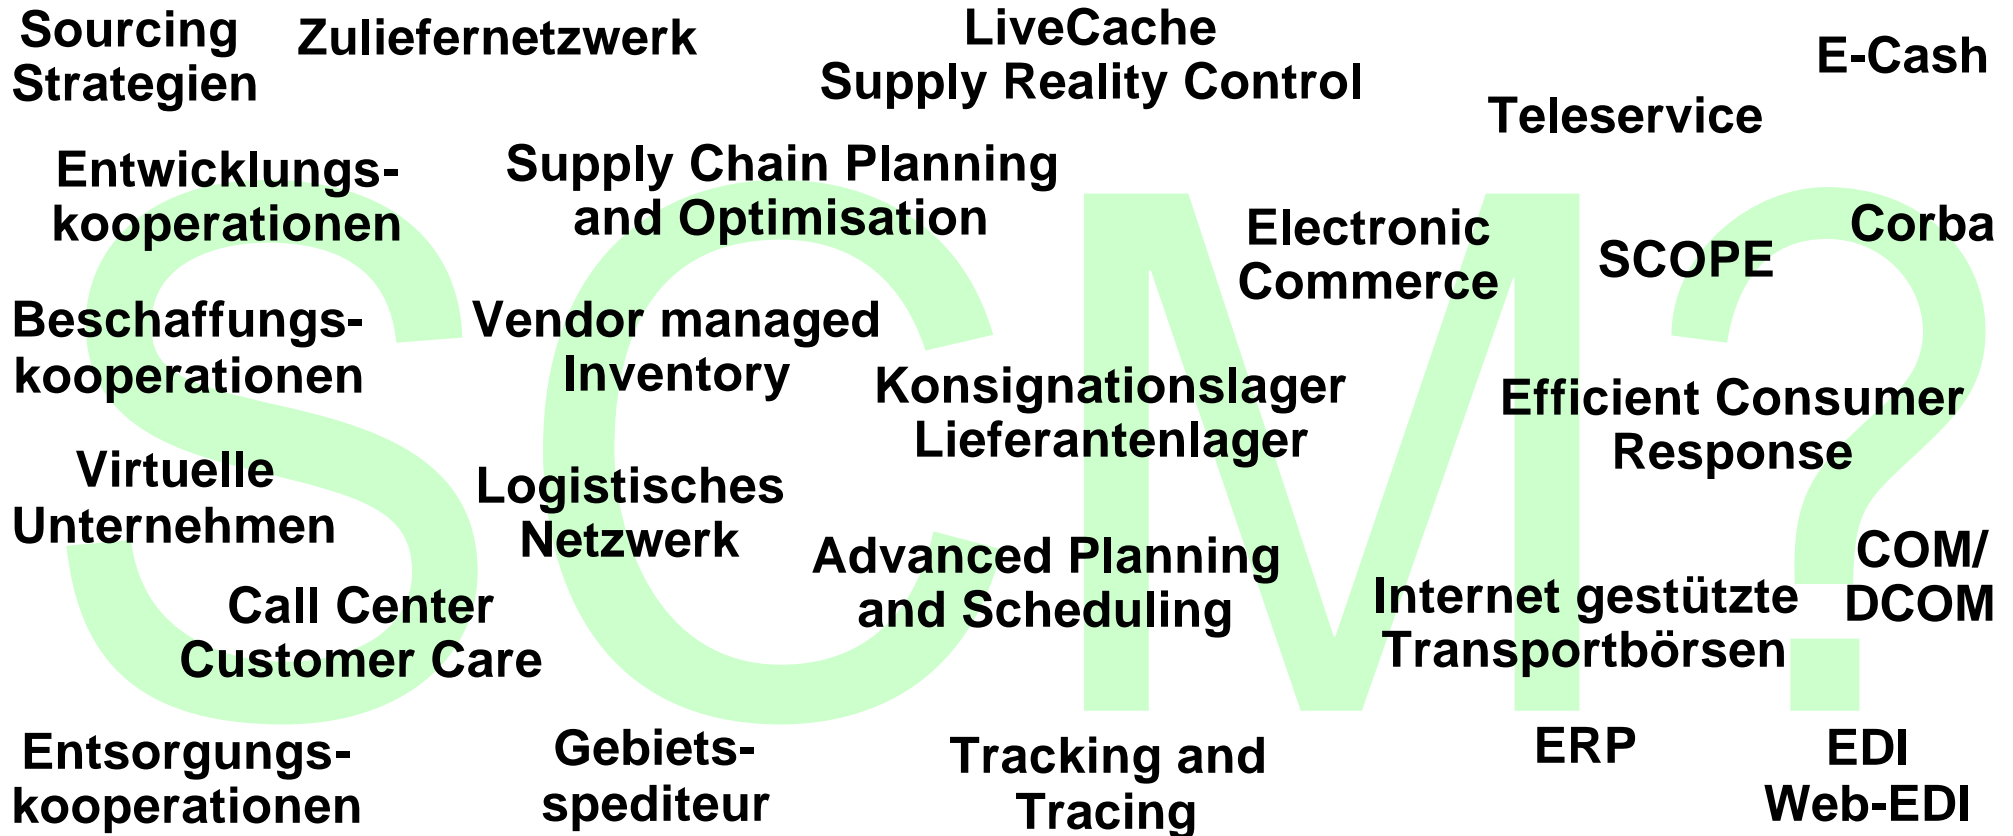 Sourcing
Strategien
Zuliefernetzwerk
LiveCache
Supply Reality Control
E-Cash
Teleservice
Entwicklungs-
kooperationen
Supply Chain Planning
and Optimisation
Electronic
Commerce
SCOPE
Corba
Beschaffungs-
kooperationen
Vendor managed
Inventory
Konsignationslager
Lieferantenlager
Efficient Consumer
Response
SCM?
Virtuelle
Unternehmen
Logistisches
Netzwerk
Advanced Planning
and Scheduling
Internet gestützte
Transportbörsen
COM/
DCOM
Call Center
Customer Care
Entsorgungs-
kooperationen
Gebiets-
spediteur
Tracking and
Tracing
ERP
EDI
Web-EDI